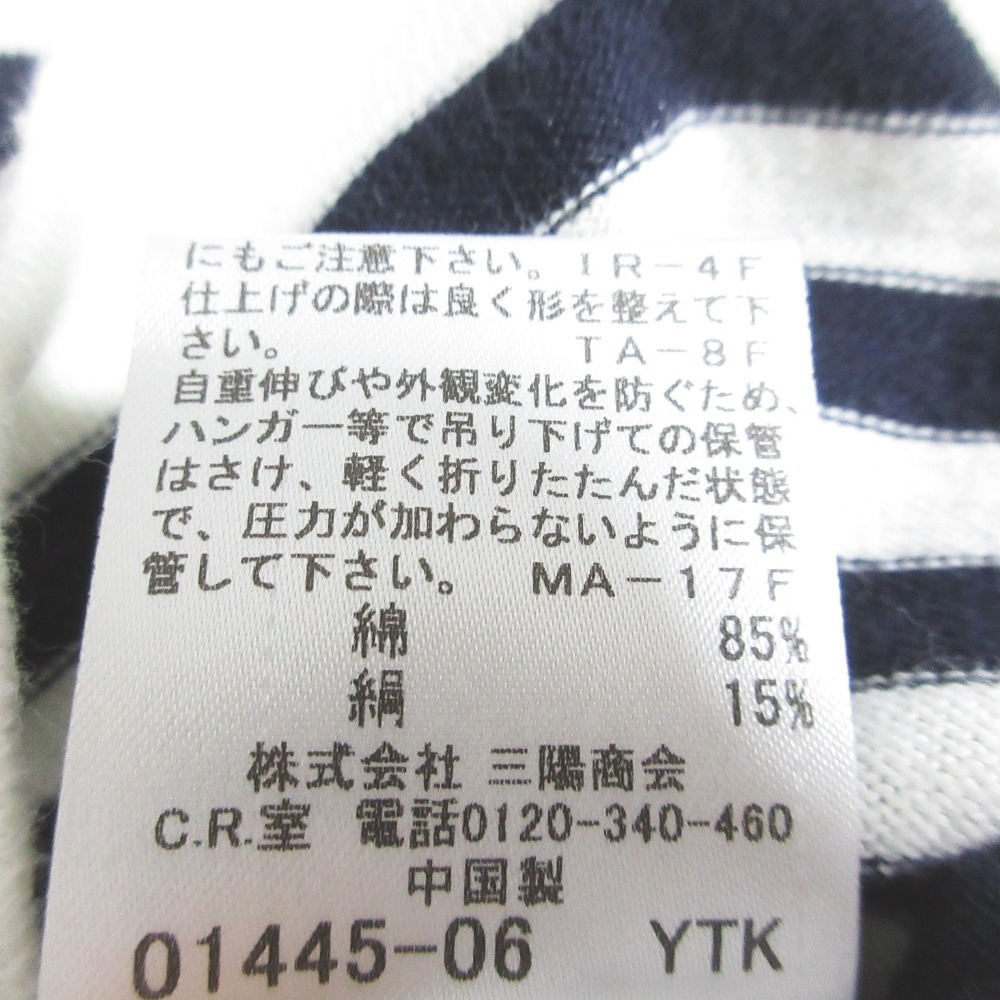 にもご注意下さい。IR-4F
仕上げの際は良く形を整えて下
さい。 TA-8F
自重伸びや外観変化を防ぐため、
ハンガー等で吊り下げての保管
はさけ、軽く折りたたんだ状態
で、圧力が加わらないように保
管して下さい。 MA-17F
綿 85%
絹 15%
株式会社 三陽商会
C.R.室 電話0120-340-460
中国製
01445-06 YTK